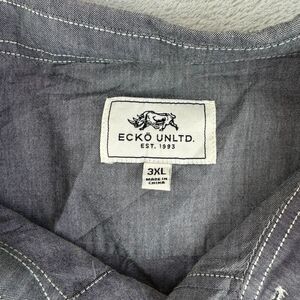 ECKŌ UNLTD.
EST. 1993
3XL
MADE IN
CHINA